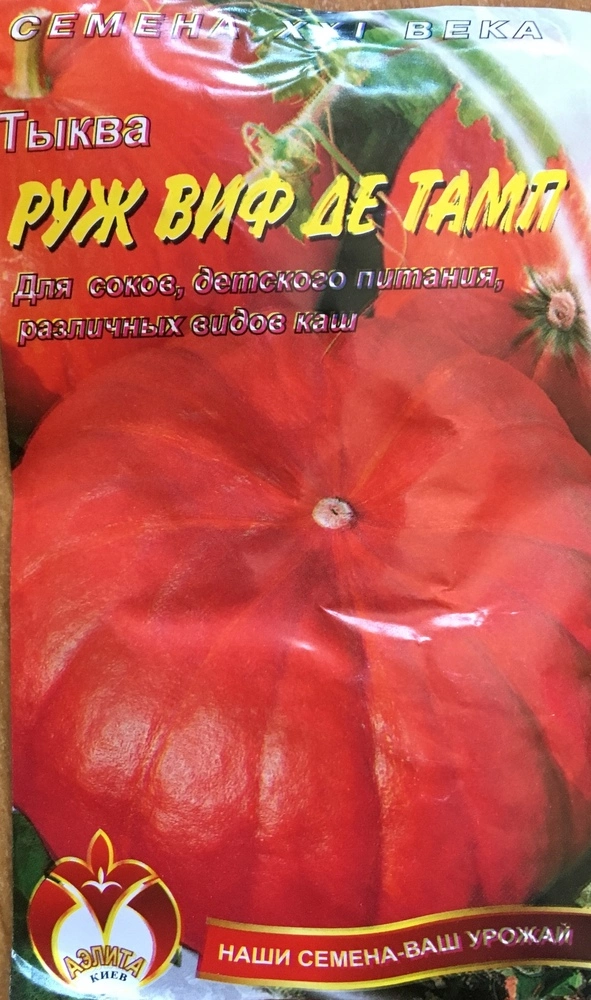 СЕМЕНА XXI ВЕКА
Тыква
РУЖ ВИФ ДЕ ТАМП
Для соков, детского питания,
различных видов каш
АЭЛИТА
КИЕВ
НАШИ СЕМЕНА-ВАШ УРОЖАЙ